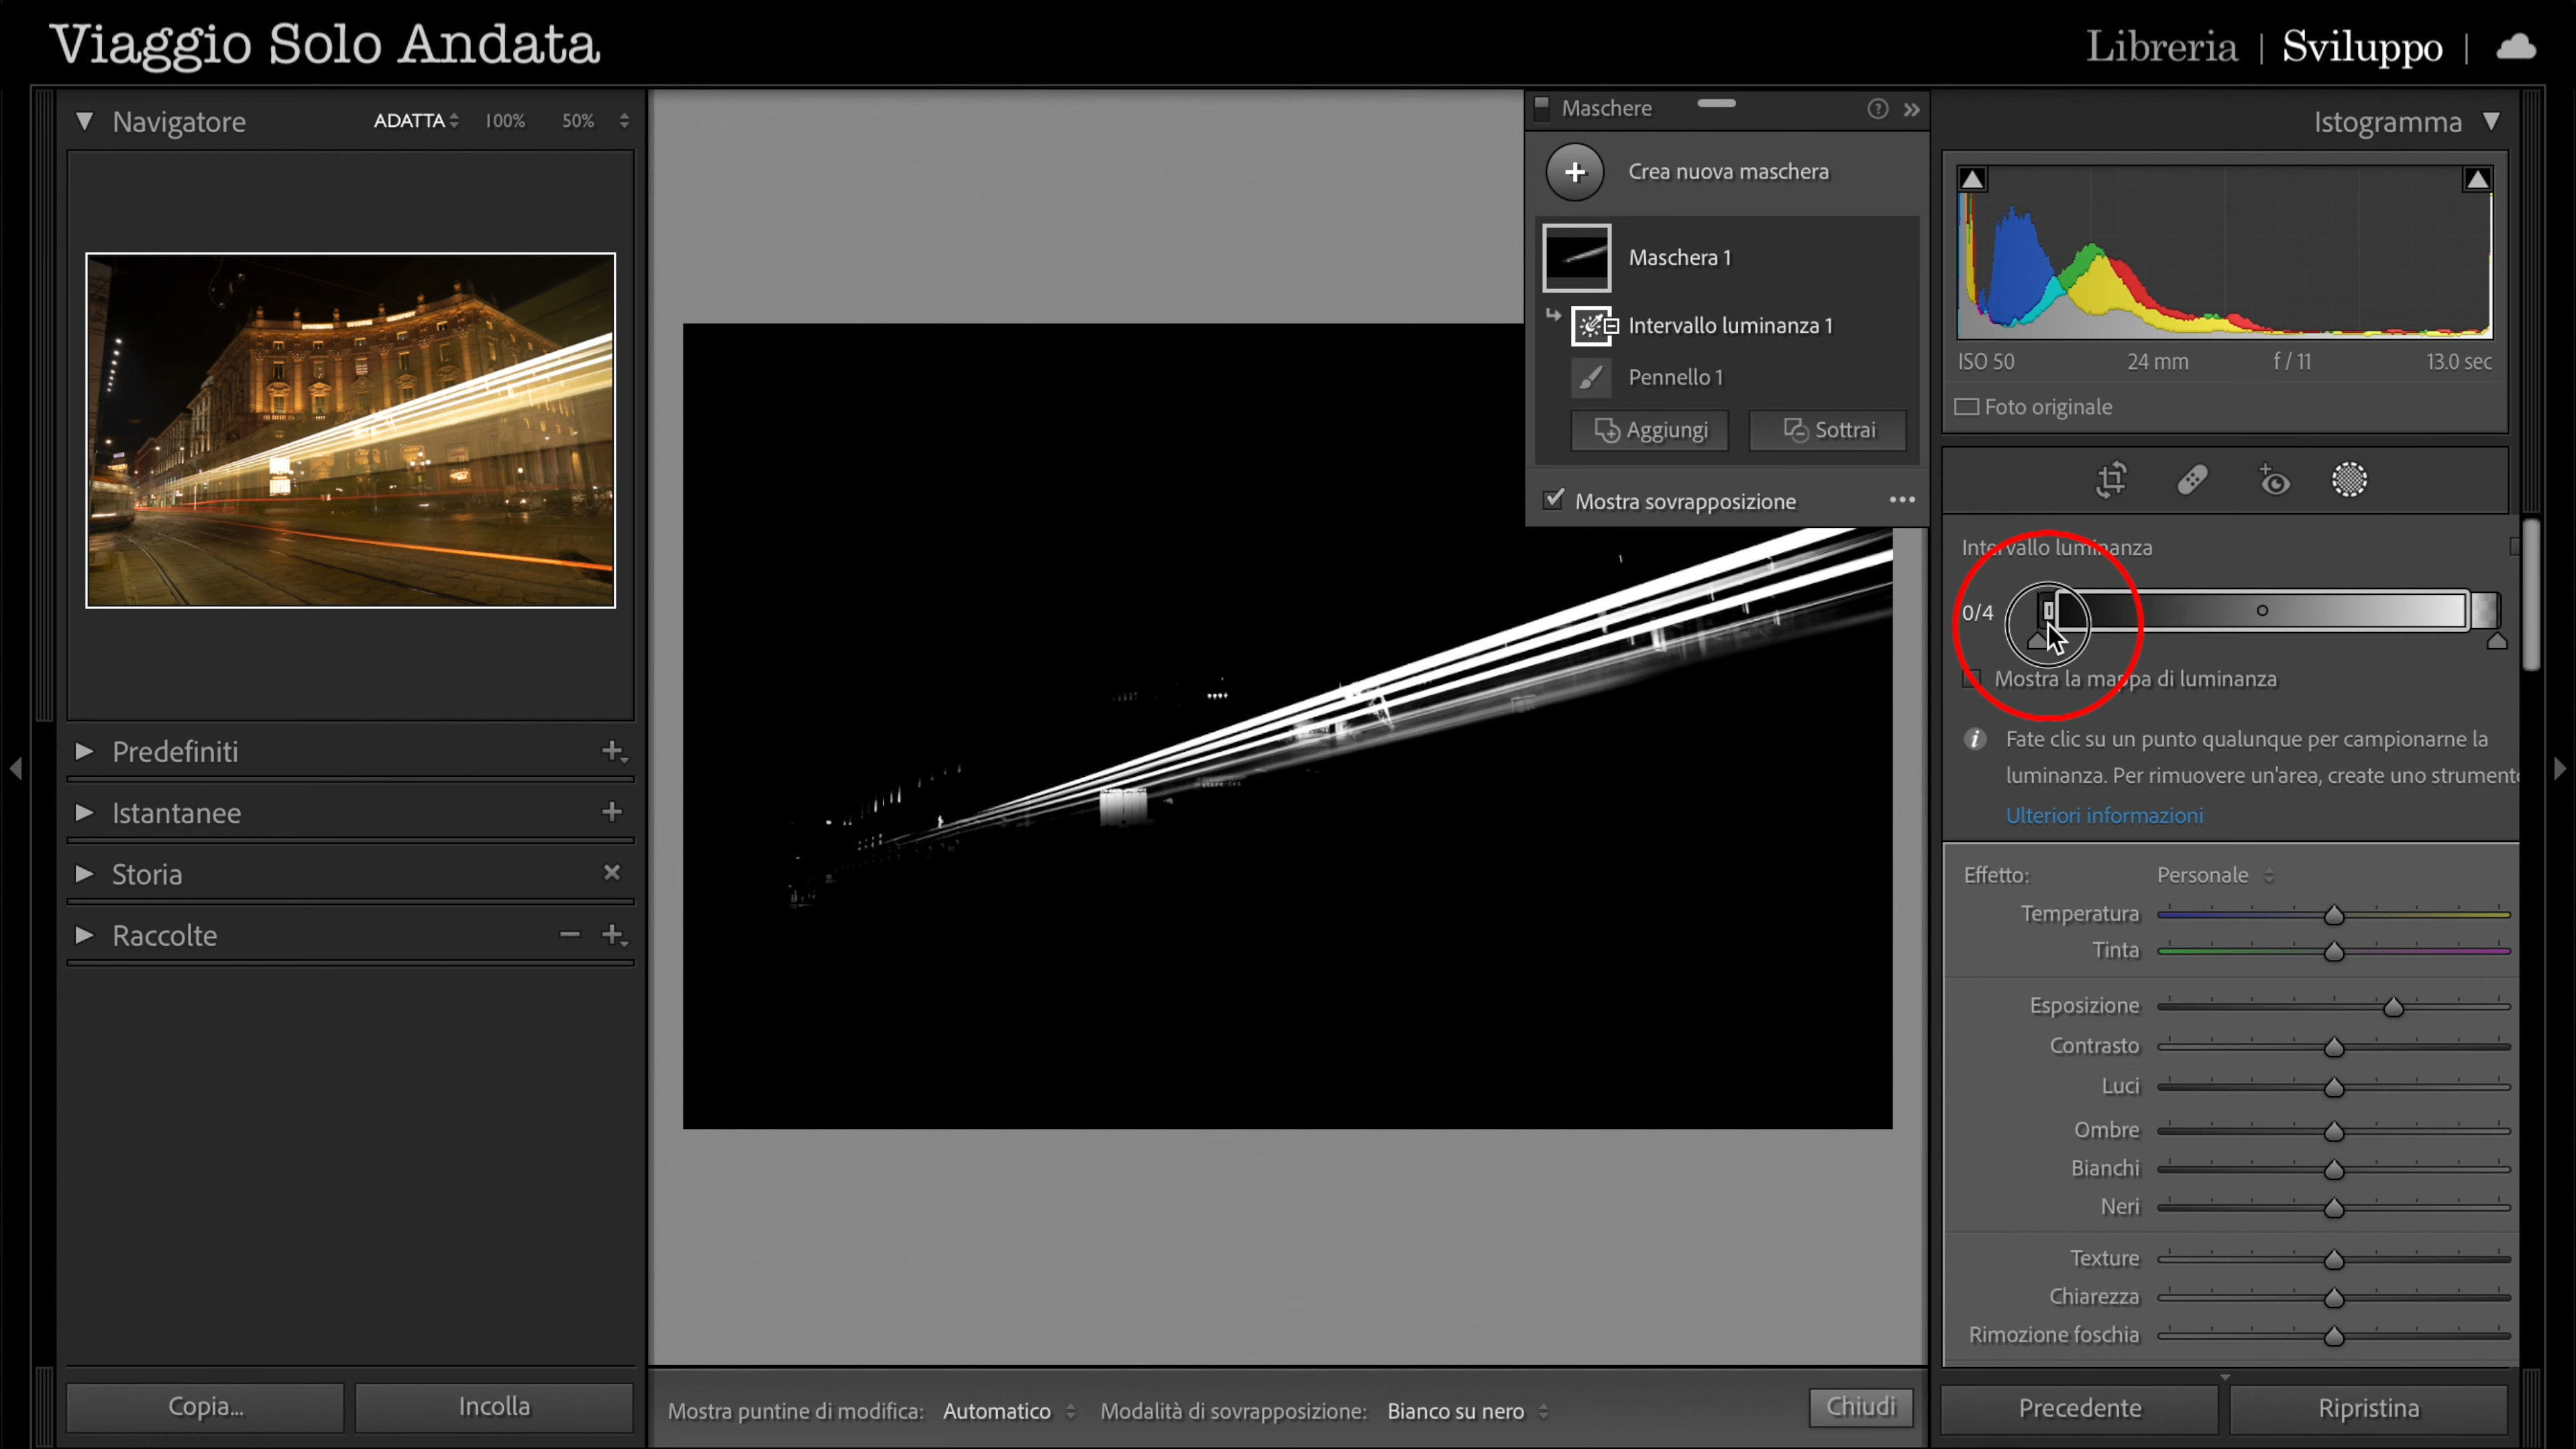 Viaggio Solo Andata
Libreria | Sviluppo |
Navigatore ADATTA 100% 50%
Predefiniti
Istantanee
Storia
Raccolte
Copia... Incolla
Maschere
Crea nuova maschera
Maschera 1
Intervallo luminanza 1
Pennello 1
Aggiungi Sottrai
Mostra sovrapposizione
Mostra puntine di modifica: Automatico Modalità di sovrapposizione: Bianco su nero Chiudi
Istogramma
ISO 50 24 mm f / 11 13.0 sec
Foto originale
Intervallo luminanza
0/4
Mostra la mappa di luminanza
Fate clic su un punto qualunque per campionarne la
luminanza. Per rimuovere un'area, create uno strument
Ulteriori informazioni
Effetto: Personale
Temperatura
Tinta
Esposizione
Contrasto
Luci
Ombre
Bianchi
Neri
Texture
Chiarezza
Rimozione foschia
Precedente Ripristina